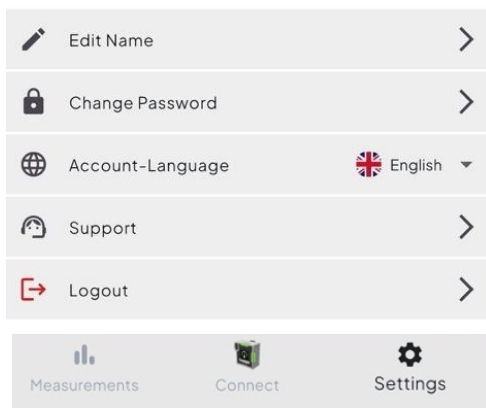 Edit Name
Change Password
Account-Language English
Support
Logout
Measurements Connect Settings